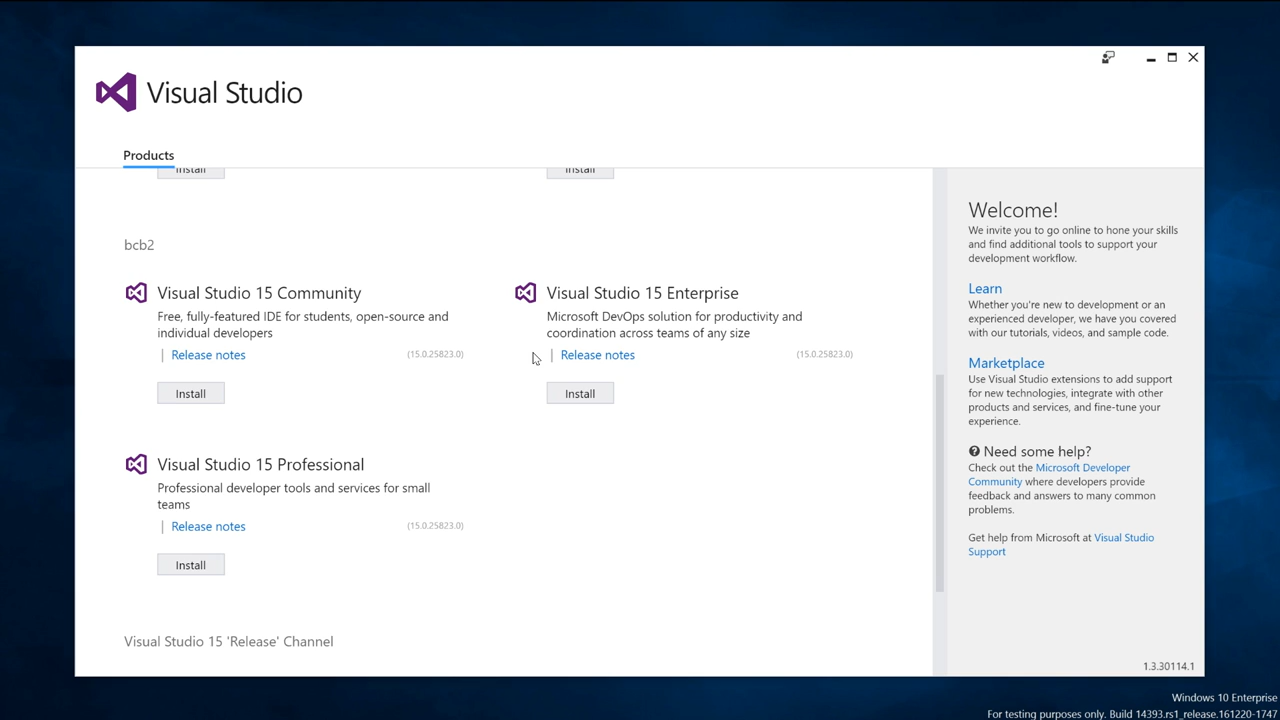 Visual Studio
Products
Install Install
bcb2
Visual Studio 15 Community
Free, fully-featured IDE for students, open-source and
individual developers
Release notes (15.0.25823.0)
Install
Visual Studio 15 Enterprise
Microsoft DevOps solution for productivity and
coordination across teams of any size
Release notes (15.0.25823.0)
Install
Visual Studio 15 Professional
Professional developer tools and services for small
teams
Release notes (15.0.25823.0)
Install
Visual Studio 15 'Release' Channel
Welcome!
We invite you to go online to hone your skills
and find additional tools to support your
development workflow.
Learn
Whether you're new to development or an
experienced developer, we have you covered
with our tutorials, videos, and sample code.
Marketplace
Use Visual Studio extensions to add support
for new technologies, integrate with other
products and services, and fine-tune your
experience.
Need some help?
Check out the Microsoft Developer
Community where developers provide
feedback and answers to many common
problems.
Get help from Microsoft at Visual Studio
Support
1.3.30114.1
Windows 10 Enterprise
For testing purposes only. Build 14393.rs1_release.161220-1747